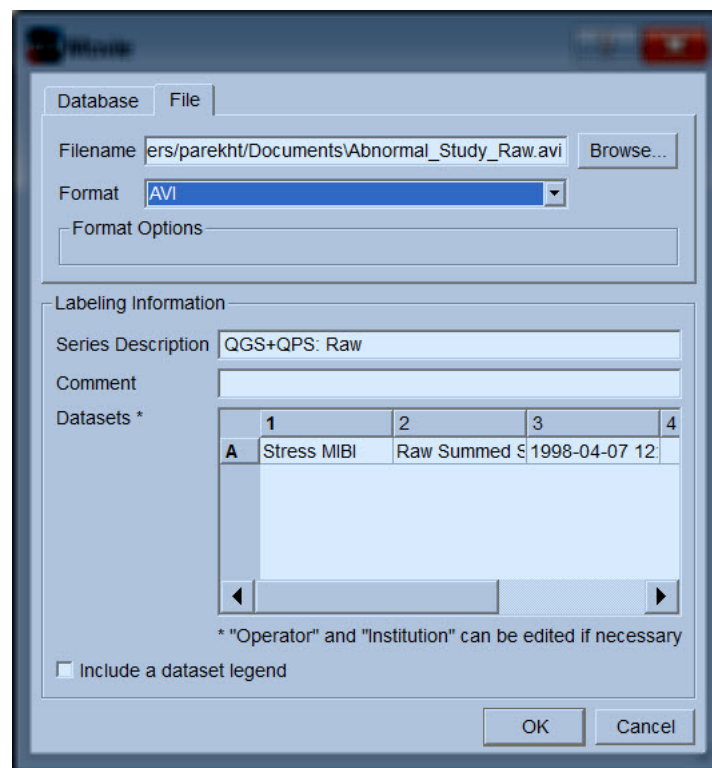 Movie
Database File
Filename ers/parekht/Documents\Abnormal_Study_Raw.avi Browse...
Format AVI
Format Options
Labeling Information
Series Description QGS+QPS: Raw
Comment
Datasets *
1 2 3 4
A Stress MIBI Raw Summed S 1998-04-07 12:
* "Operator" and "Institution" can be edited if necessary
Include a dataset legend
OK Cancel